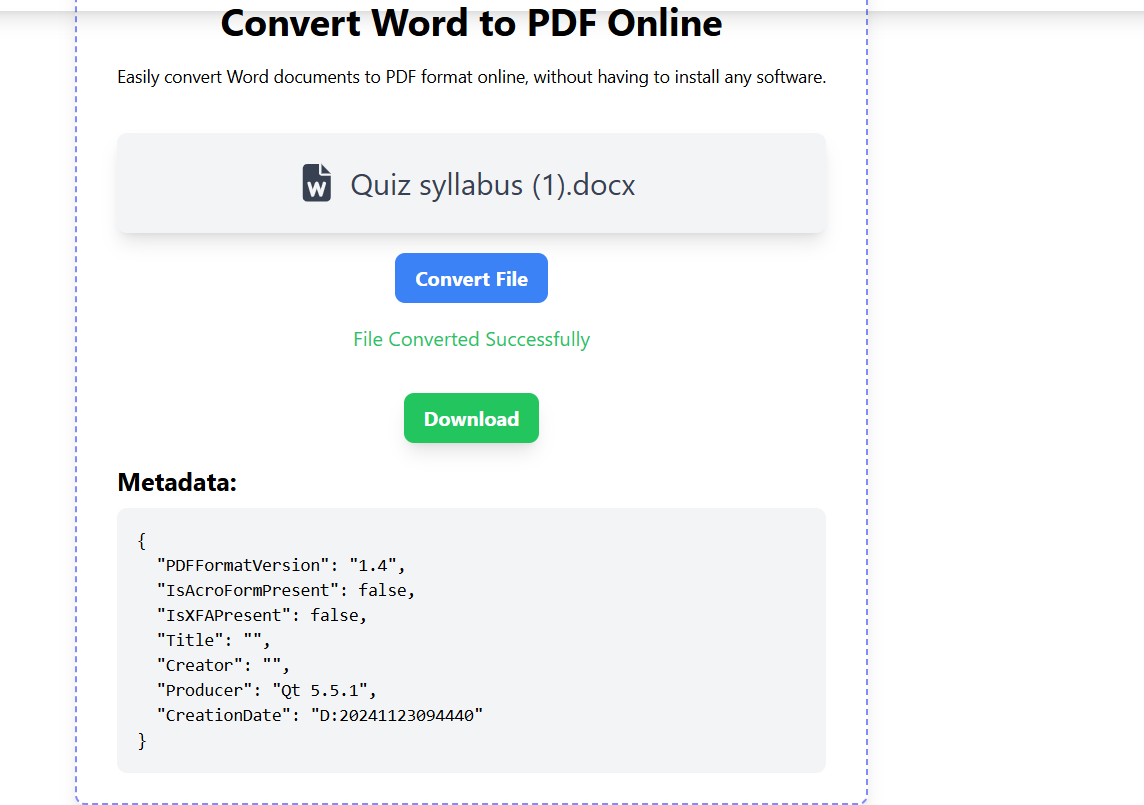 Convert Word to PDF Online
Easily convert Word documents to PDF format online, without having to install any software.
W Quiz syllabus (1).docx
Convert File
File Converted Successfully
Download
Metadata:
{
  "PDFFormatVersion": "1.4",
  "IsAcroFormPresent": false,
  "IsXFAPresent": false,
  "Title": "",
  "Creator": "",
  "Producer": "Qt 5.5.1",
  "CreationDate": "D:20241123094440"
}